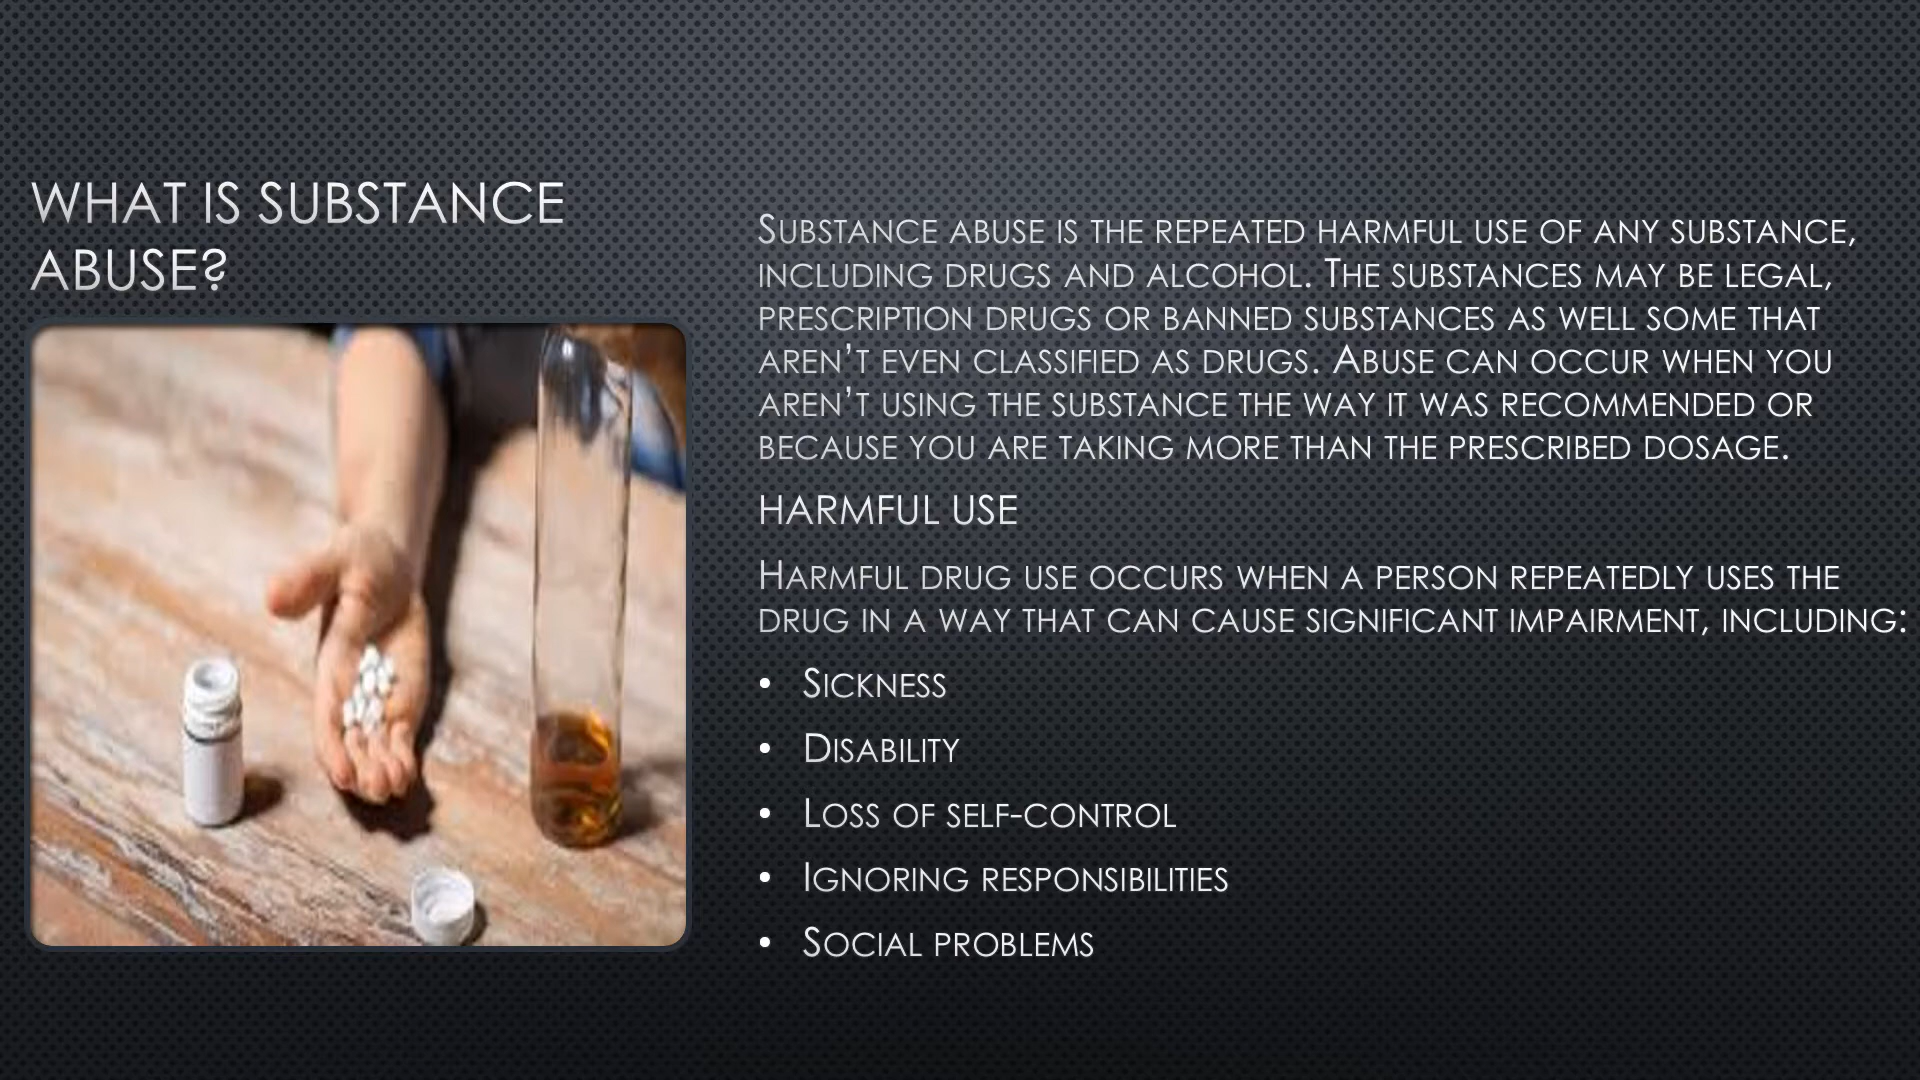 WHAT IS SUBSTANCE
ABUSE?
SUBSTANCE ABUSE IS THE REPEATED HARMFUL USE OF ANY SUBSTANCE,
INCLUDING DRUGS AND ALCOHOL. THE SUBSTANCES MAY BE LEGAL,
PRESCRIPTION DRUGS OR BANNED SUBSTANCES AS WELL SOME THAT
AREN’T EVEN CLASSIFIED AS DRUGS. ABUSE CAN OCCUR WHEN YOU
AREN’T USING THE SUBSTANCE THE WAY IT WAS RECOMMENDED OR
BECAUSE YOU ARE TAKING MORE THAN THE PRESCRIBED DOSAGE.
HARMFUL USE
HARMFUL DRUG USE OCCURS WHEN A PERSON REPEATEDLY USES THE
DRUG IN A WAY THAT CAN CAUSE SIGNIFICANT IMPAIRMENT, INCLUDING:
• SICKNESS
• DISABILITY
• LOSS OF SELF-CONTROL
• IGNORING RESPONSIBILITIES
• SOCIAL PROBLEMS